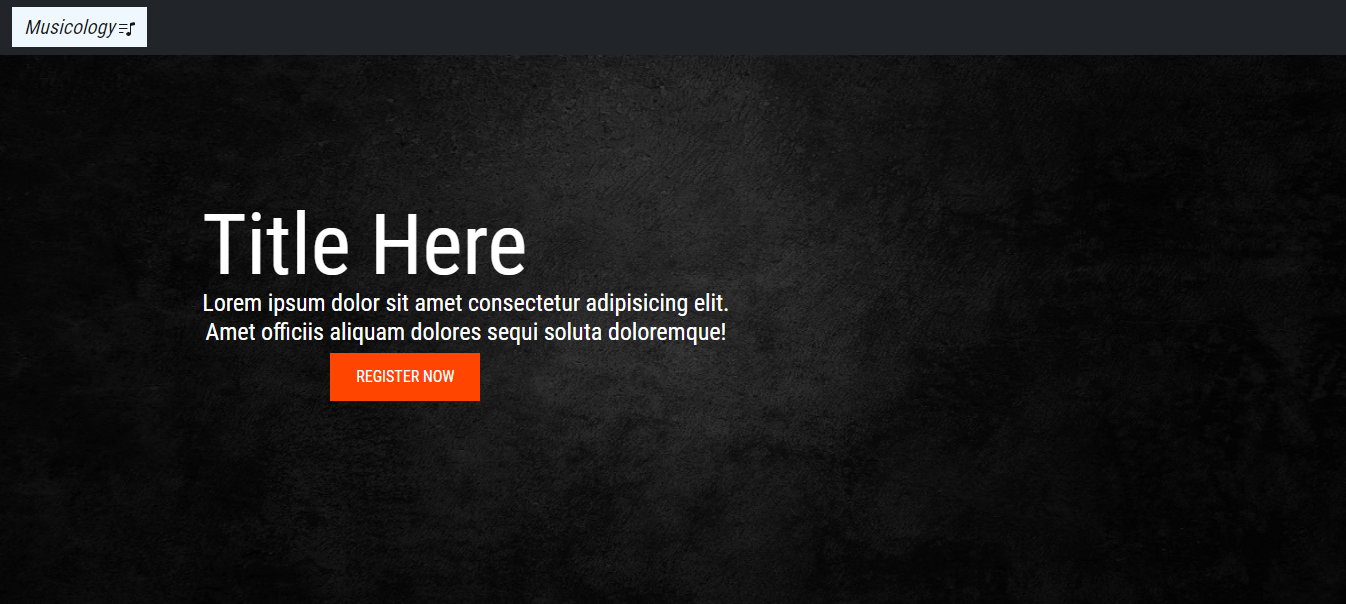 Musicology
Title Here
Lorem ipsum dolor sit amet consectetur adipisicing elit.
Amet officiis aliquam dolores sequi soluta doloremque!
REGISTER NOW